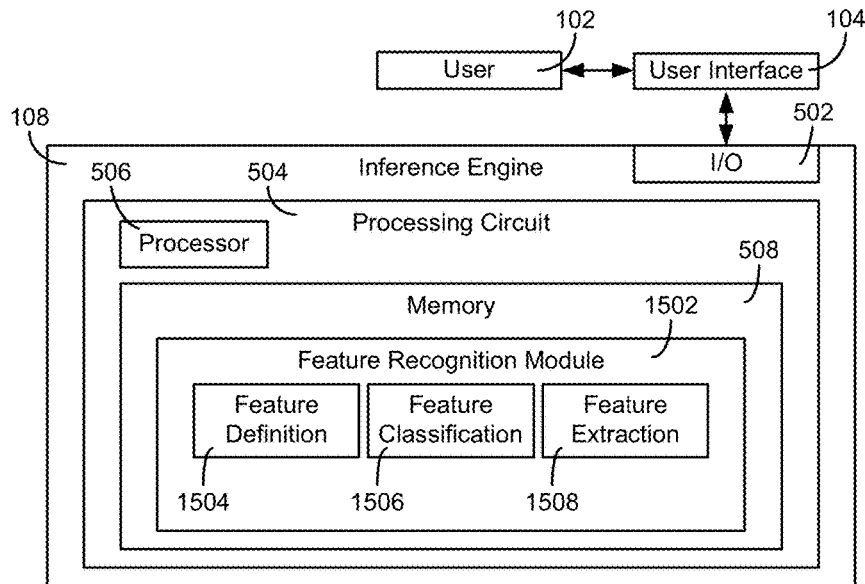 102
104
User
User Interface
108
502
Inference Engine
I/O
506
504
Processing Circuit
Processor
508
Memory
1502
Feature Recognition Module
Feature
Definition
Feature
Classification
Feature
Extraction
1504
1506
1508